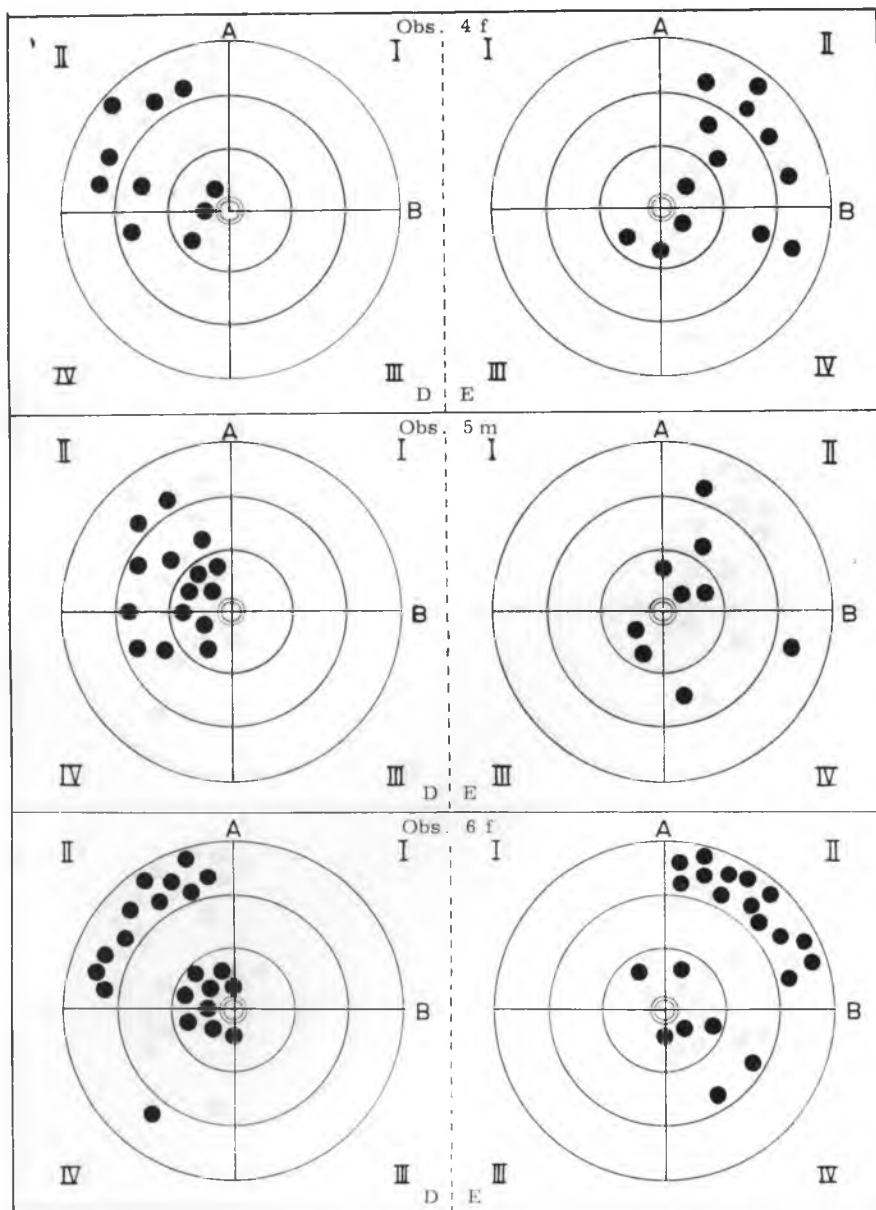 Obs. 4 f
A A
II I I II
B B
IV III III IV
D E
Obs. 5 m
A A
II I I II
B B
IV III III IV
D E
Obs. 6 f
A A
II I I II
B B
IV III III IV
D E